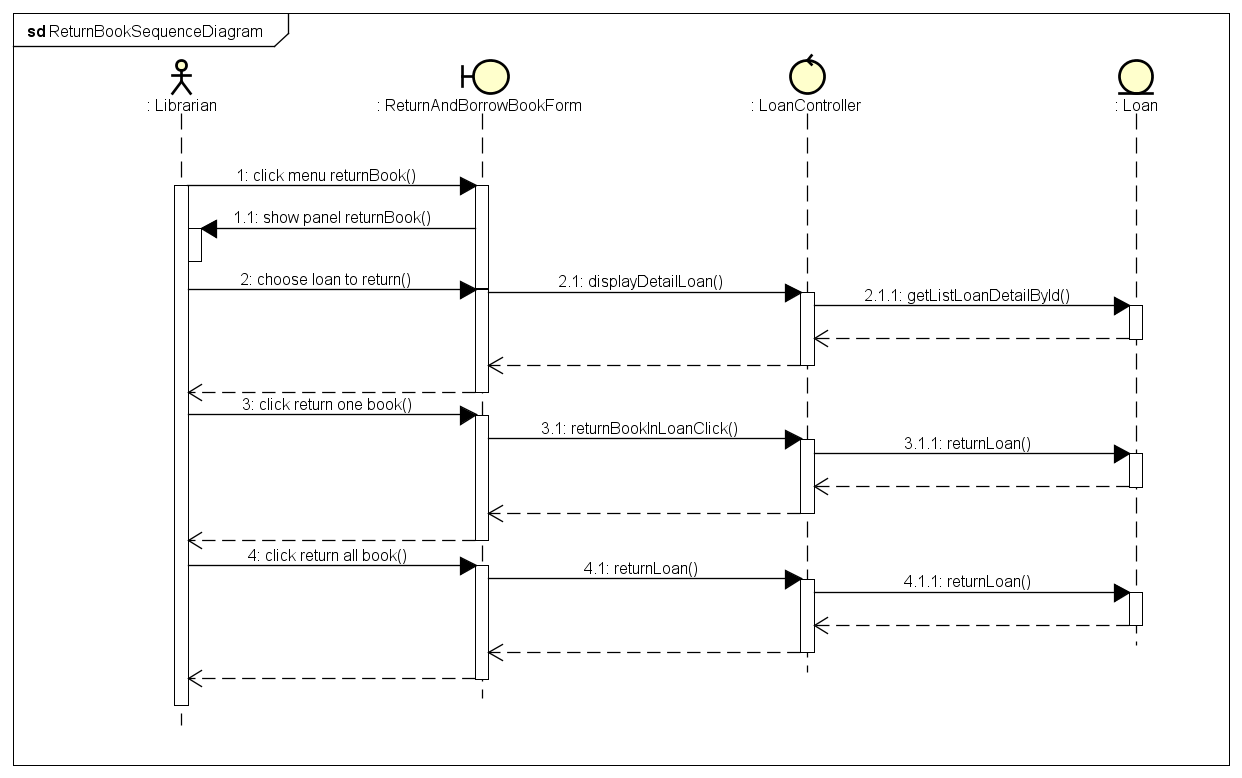 sd ReturnBookSequenceDiagram
: Librarian
: ReturnAndBorrowBookForm
: LoanController
: Loan
1: click menu returnBook()
1.1: show panel returnBook()
2: choose loan to return()
2.1: displayDetailLoan()
2.1.1: getListLoanDetailById()
3: click return one book()
3.1: returnBookInLoanClick()
3.1.1: returnLoan()
4: click return all book()
4.1: returnLoan()
4.1.1: returnLoan()